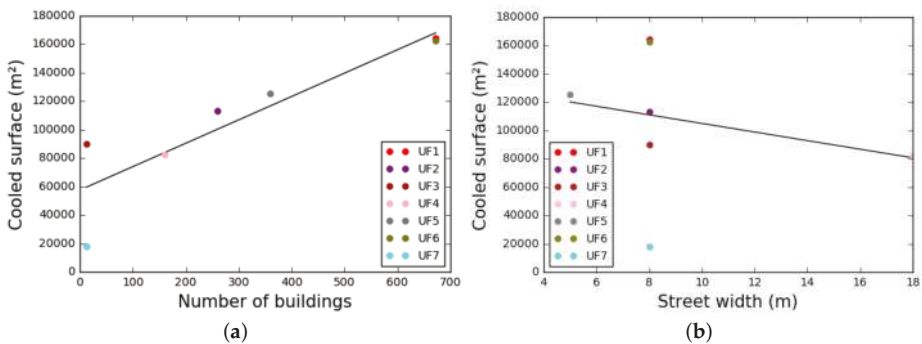 180000
160000
140000
120000
100000
80000
60000
40000
20000
0
Cooled surface (m²)
UF1
UF2
UF3
UF4
UF5
UF6
UF7
0 100 200 300 400 500 600 700
Number of buildings
(a)
180000
160000
140000
120000
100000
80000
60000
40000
20000
0
Cooled surface (m²)
UF1
UF2
UF3
UF4
UF5
UF6
UF7
4 6 8 10 12 14 16 18
Street width (m)
(b)